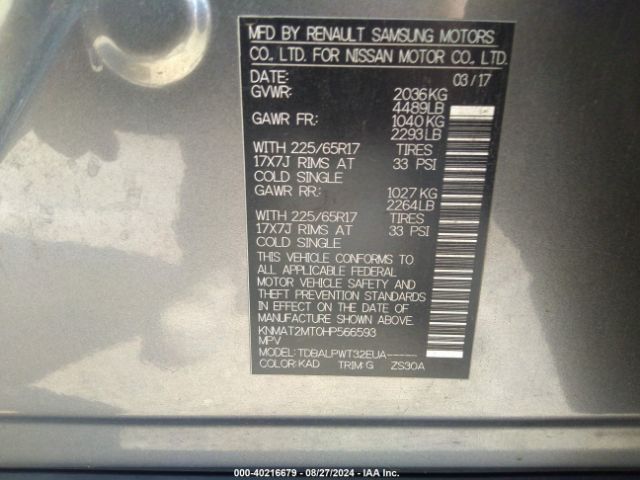 MFD BY RENAULT SAMSUNG MOTORS
CO., LTD. FOR NISSAN MOTOR CO., LTD.
DATE: 03/17
GVWR: 2036KG
4489LB
GAWR FR: 1040KG
2293LB
WITH 225/65R17 TIRES
17X7J RIMS AT 33 PSI
COLD SINGLE
GAWR RR: 1027KG
2264LB
WITH 225/65R17 TIRES
17X7J RIMS AT 33 PSI
COLD SINGLE
THIS VEHICLE CONFORMS TO
ALL APPLICABLE FEDERAL
MOTOR VEHICLE SAFETY AND
THEFT PREVENTION STANDARDS
IN EFFECT ON THE DATE OF
MANUFACTURE SHOWN ABOVE.
KNMAT2MT0HP566593
MPV
MODEL: TDBALPWT32EUA-----
COLOR: KAD TRIM: G ZS30A
000-40216679 - 08/27/2024 - IAA Inc.